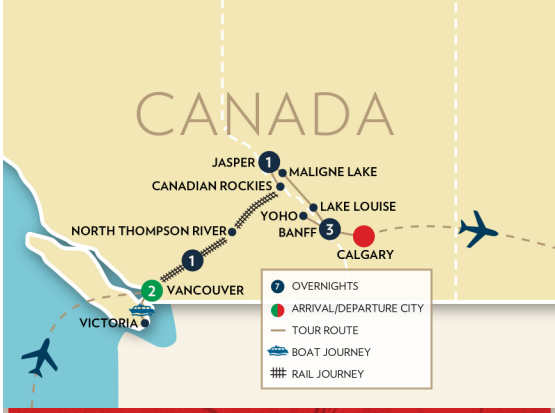 CANADA
JASPER 1
MALIGNE LAKE
CANADIAN ROCKIES
LAKE LOUISE
YOHO
BANFF 3
NORTH THOMPSON RIVER
CALGARY
1
2 VANCOUVER
VICTORIA
7 OVERNIGHTS
ARRIVAL/DEPARTURE CITY
TOUR ROUTE
BOAT JOURNEY
RAIL JOURNEY